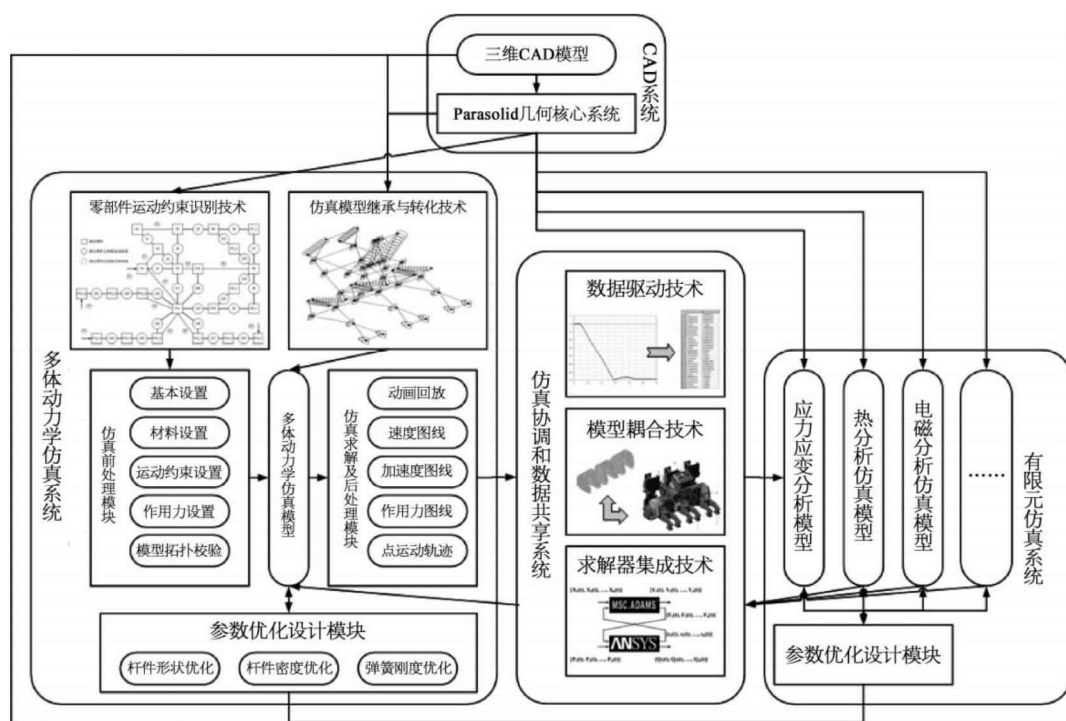 三维CAD模型
Parasolid几何核心系统
CAD系统
零部件运动约束识别技术
仿真模型继承与转化技术
多体动力学仿真系统
仿真前处理模块
基本设置
材料设置
运动约束设置
作用力设置
模型拓扑校验
多体动力学仿真模型
仿真求解及后处理模块
动画回放
速度图线
加速度图线
作用力图线
点运动轨迹
参数优化设计模块
杆件形状优化
杆件密度优化
弹簧刚度优化
仿真协调和数据共享系统
数据驱动技术
模型耦合技术
求解器集成技术
MSC.ADAMS
ANSYS
应力应变分析模型
热分析仿真模型
电磁分析仿真模型
……
有限元仿真系统
参数优化设计模块